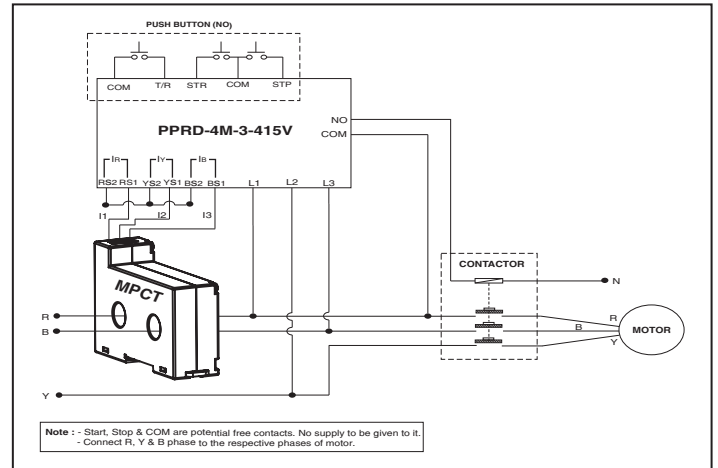 PUSH BUTTON (NO)
COM T/R STR COM STP
PPRD-4M-3-415V
NO
COM
IR IY IB
RS2 RS1 YS2 YS1 BS2 BS1 L1 L2 L3
I1 I2 I3
MPCT
CONTACTOR
N
R
B
R
B
Y
MOTOR
Y
Note : - Start, Stop & COM are potential free contacts. No supply to be given to it.
- Connect R, Y & B phase to the respective phases of motor.